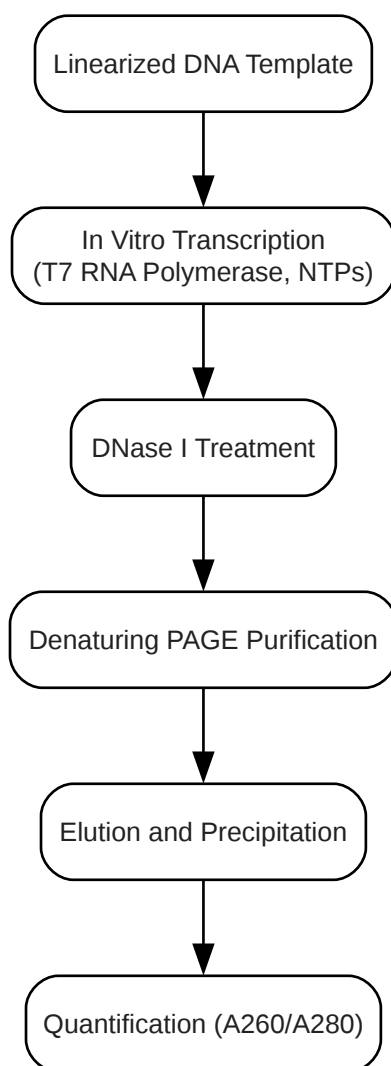 Linearized DNA Template
In Vitro Transcription
(T7 RNA Polymerase, NTPs)
DNase I Treatment
Denaturing PAGE Purification
Elution and Precipitation
Quantification (A260/A280)